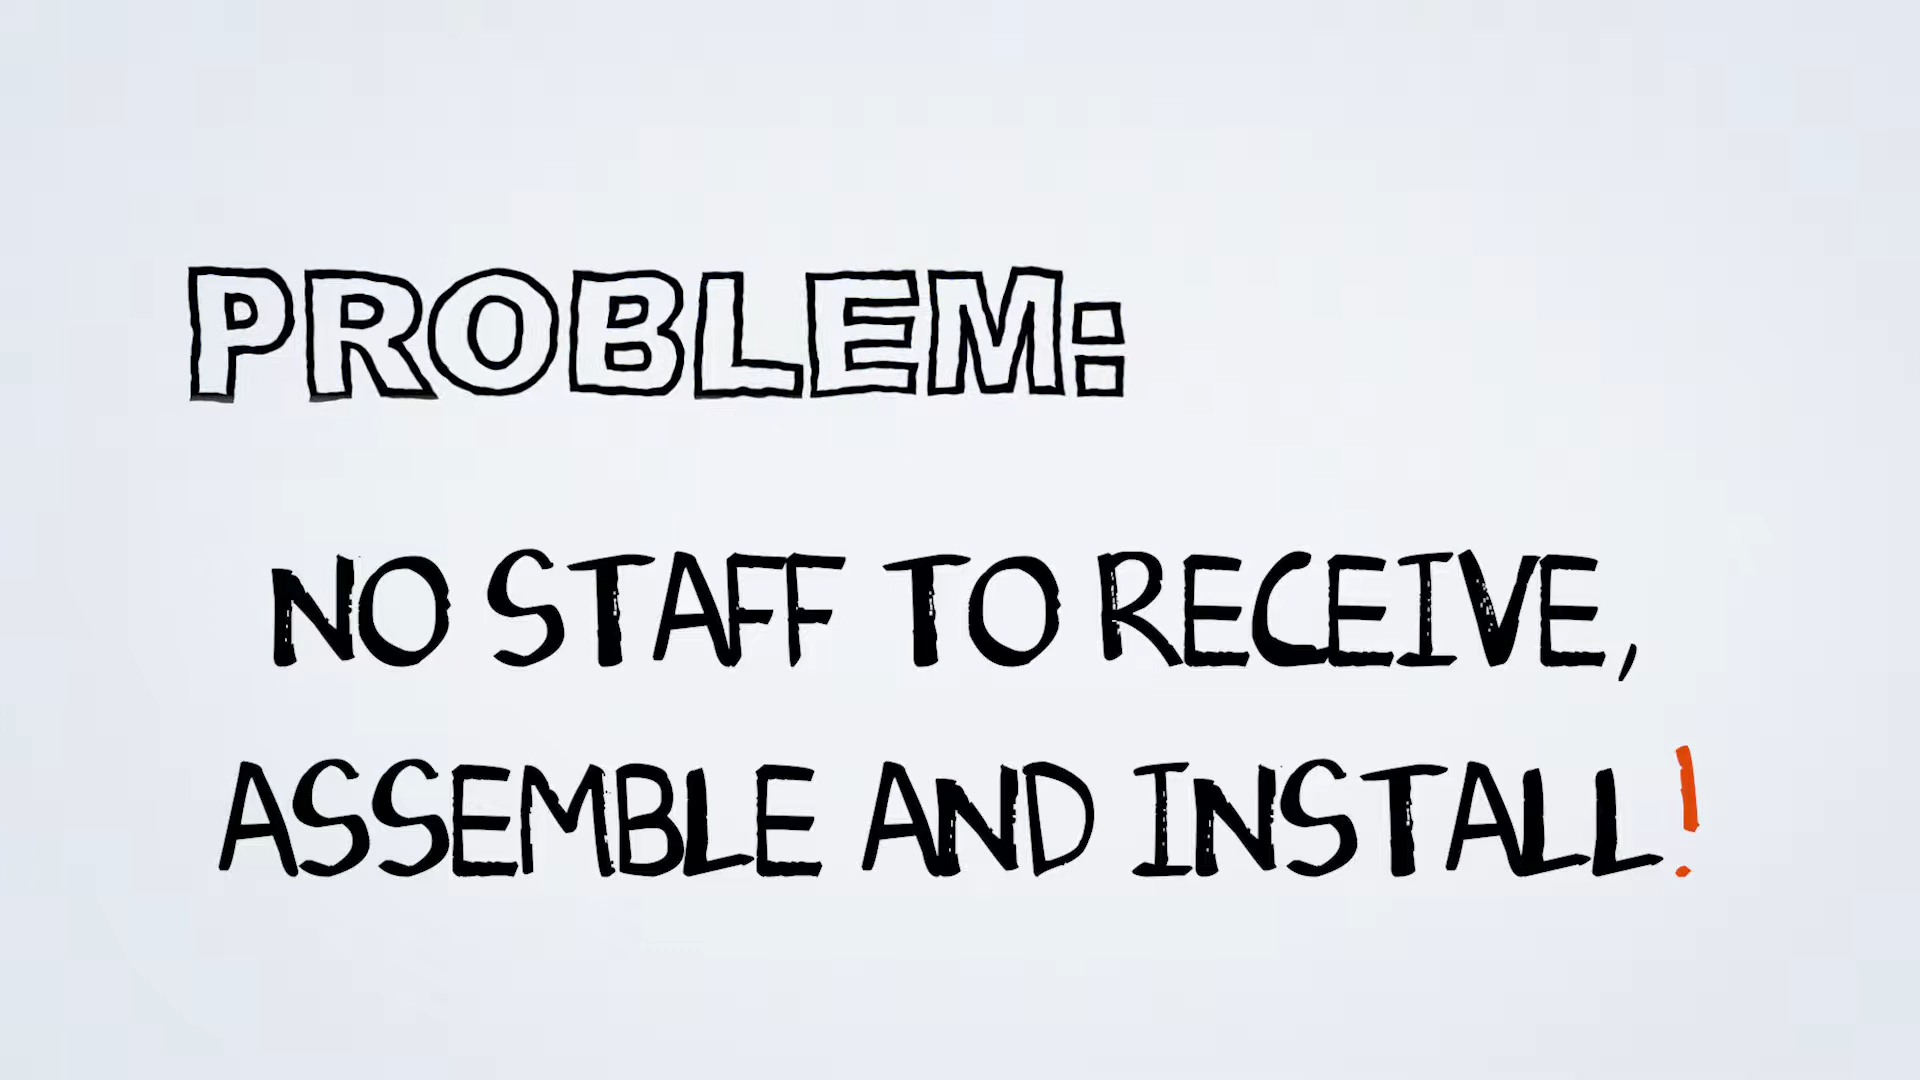 PROBLEM:
NO STAFF TO RECEIVE,
ASSEMBLE AND INSTALL!